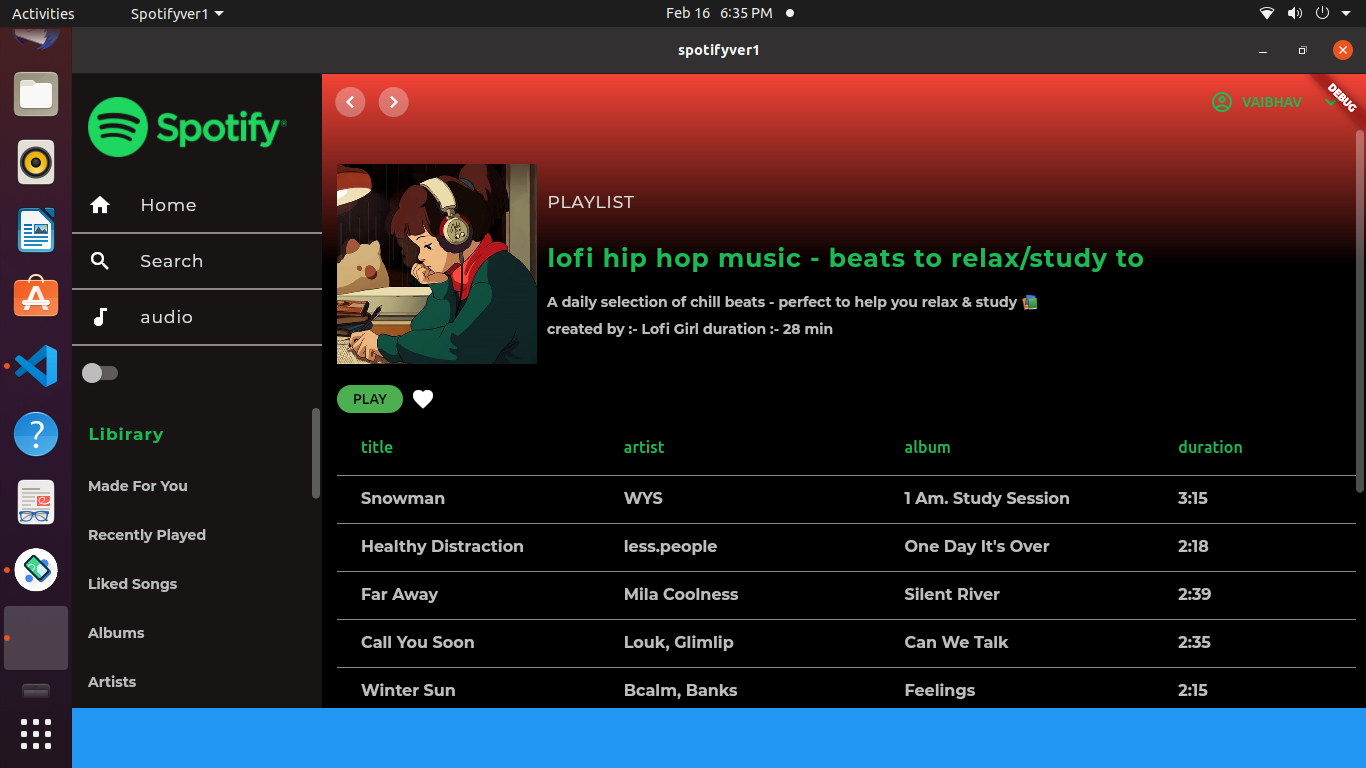 Activities
Spotifyver1
Feb 16 6:35 PM
spotifyver1
Spotify®
Home
Search
audio
Libirary
Made For You
Recently Played
Liked Songs
Albums
Artists
VAIBHAV
DEBUG
PLAYLIST
lofi hip hop music - beats to relax/study to
A daily selection of chill beats - perfect to help you relax & study 📚
created by :- Lofi Girl duration :- 28 min
PLAY
title artist album duration
Snowman WYS 1 Am. Study Session 3:15
Healthy Distraction less.people One Day It's Over 2:18
Far Away Mila Coolness Silent River 2:39
Call You Soon Louk, Glimlip Can We Talk 2:35
Winter Sun Bcalm, Banks Feelings 2:15